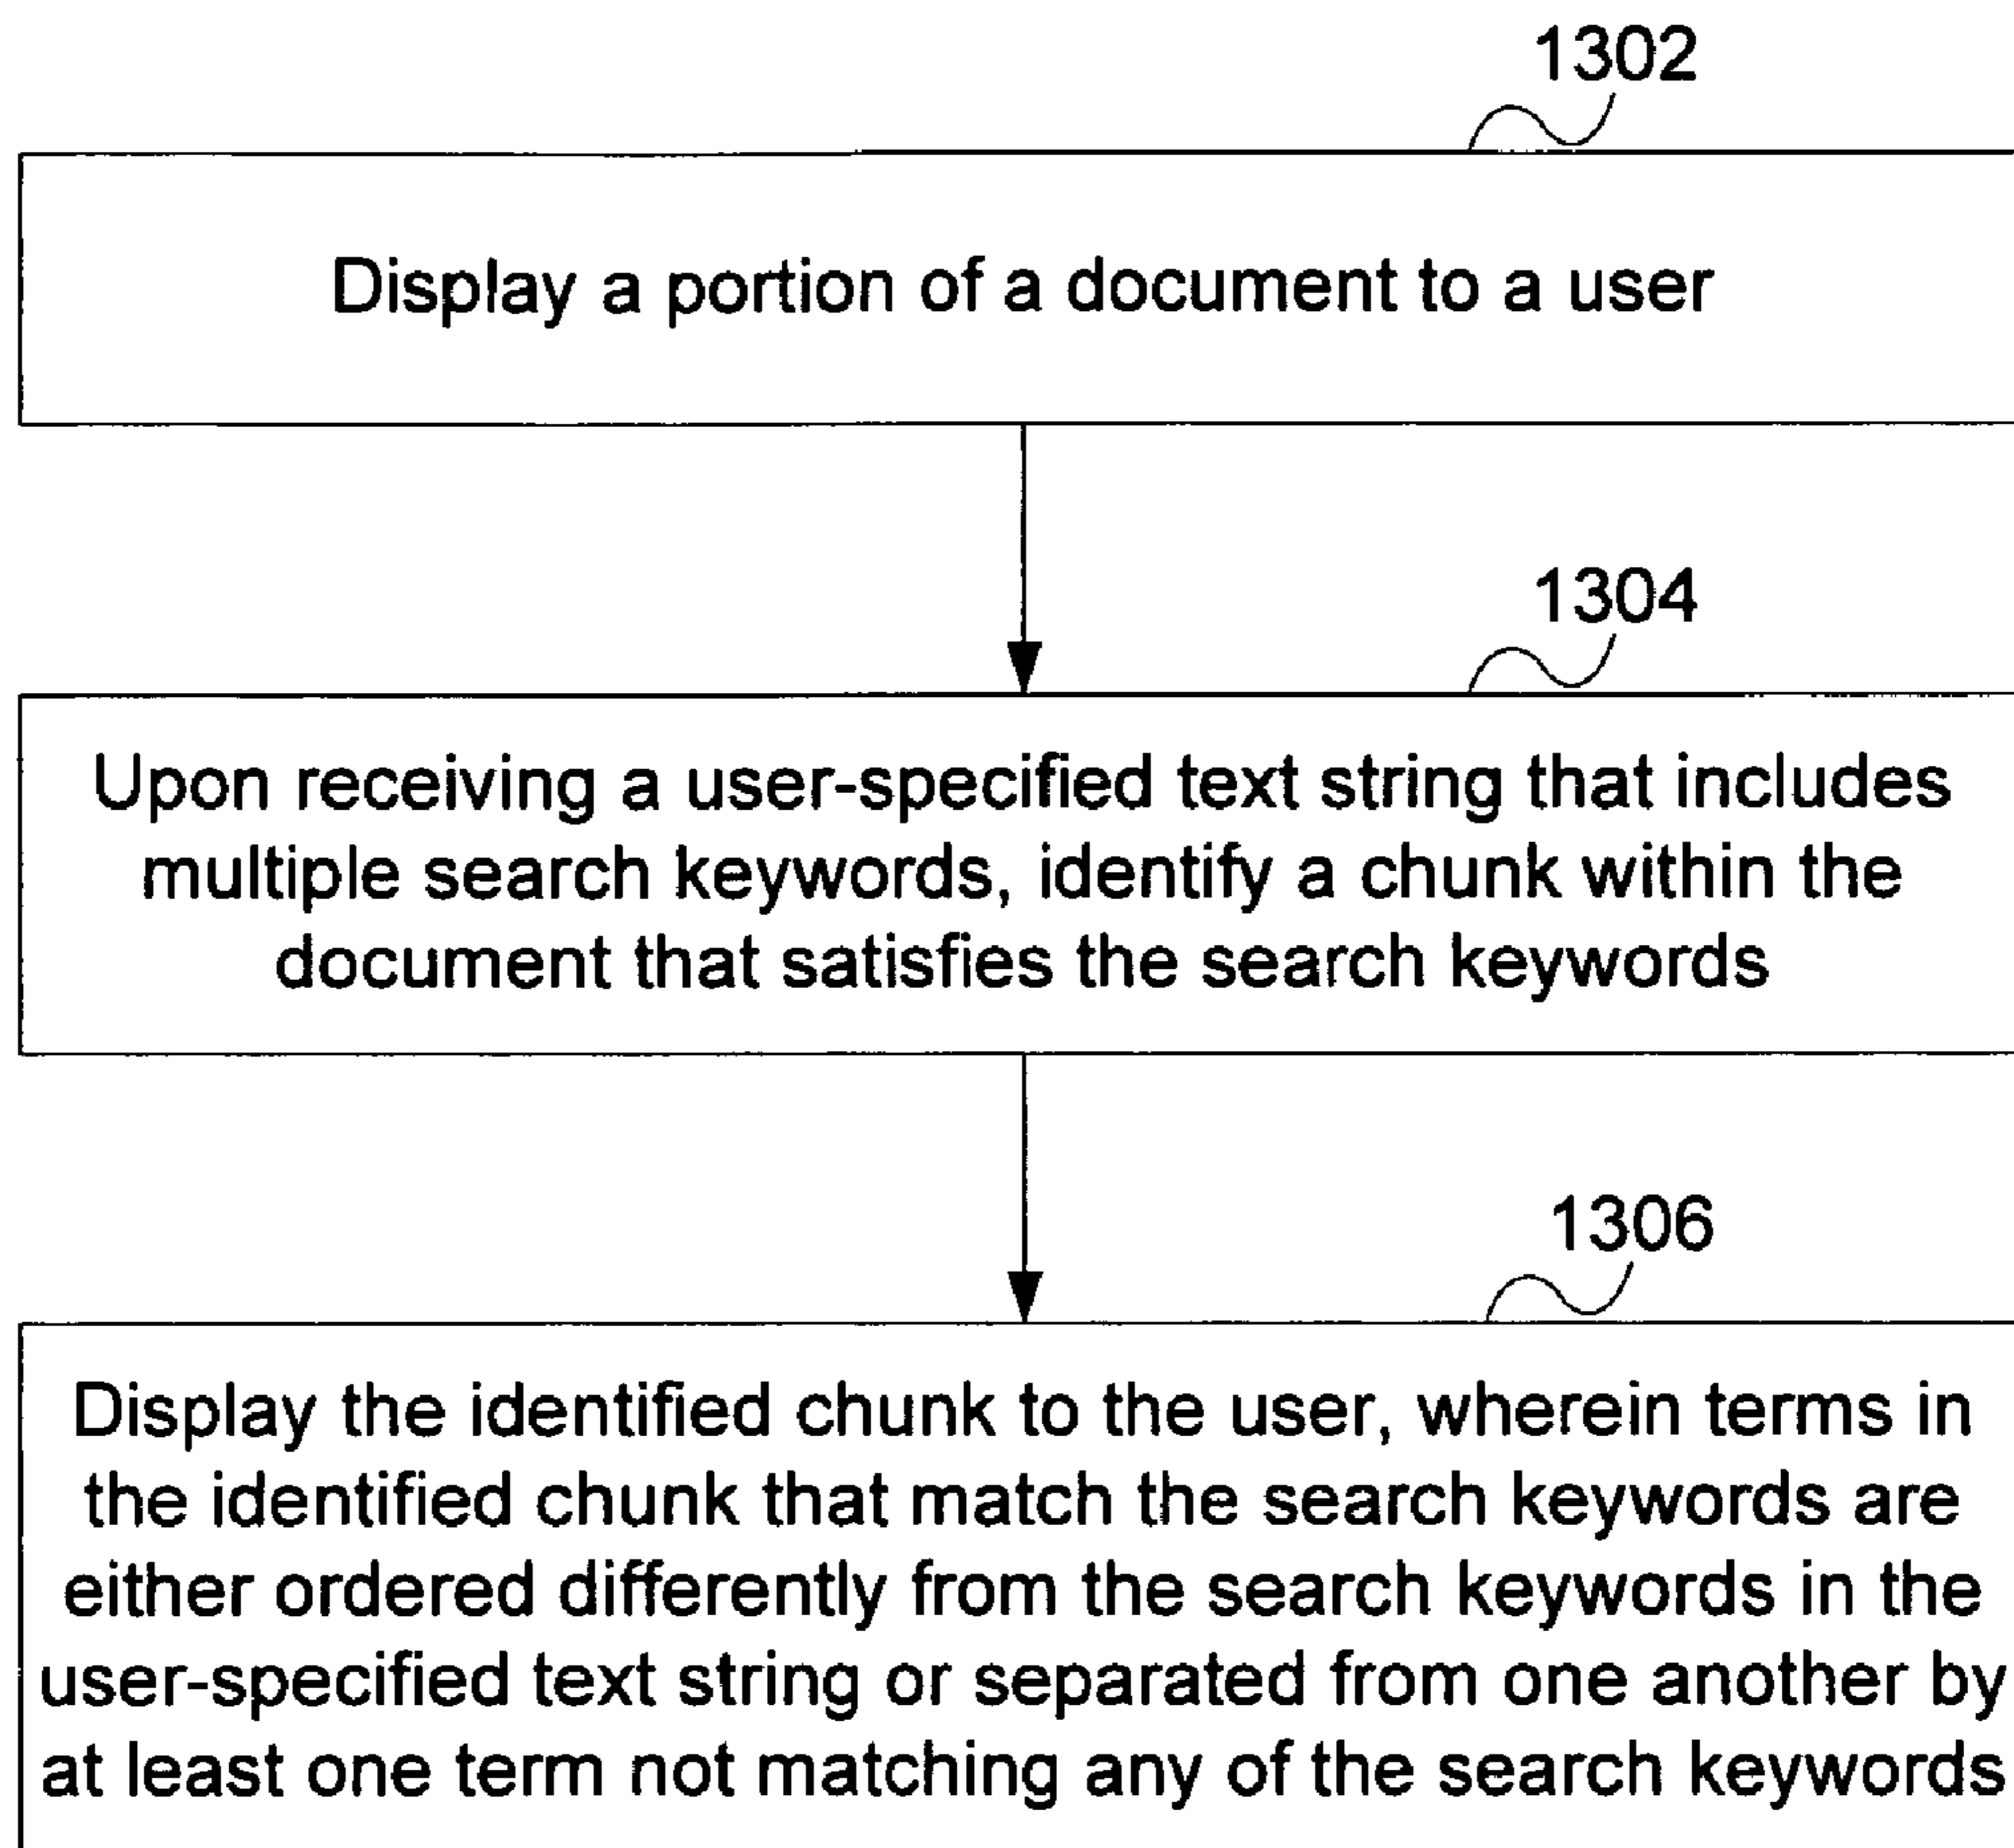 1302
Display a portion of a document to a user
1304
Upon receiving a user-specified text string that includes
multiple search keywords, identify a chunk within the
document that satisfies the search keywords
1306
Display the identified chunk to the user, wherein terms in
the identified chunk that match the search keywords are
either ordered differently from the search keywords in the
user-specified text string or separated from one another by
at least one term not matching any of the search keywords